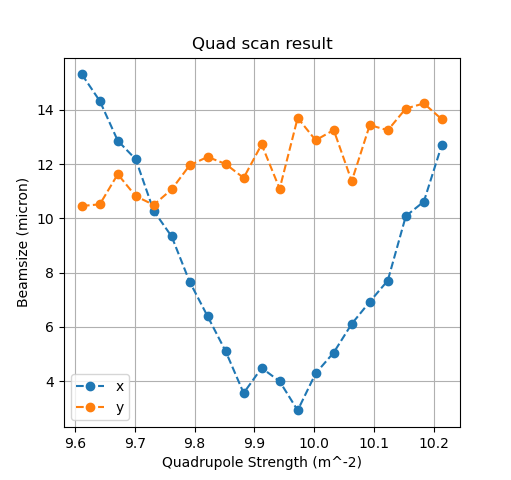 Quad scan result
Beamsize (micron)
14
12
10
8
6
4
x
y
9.6 9.7 9.8 9.9 10.0 10.1 10.2
Quadrupole Strength (m^-2)